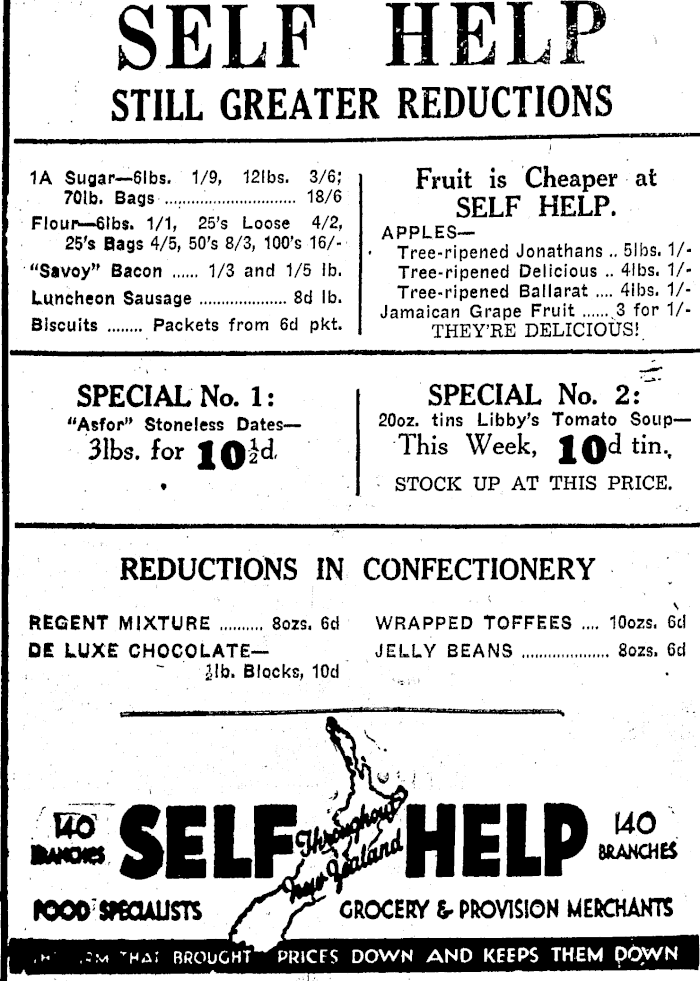 SELF HELP
STILL GREATER REDUCTIONS
1A Sugar—6lbs. 1/9, 12lbs. 3/6;
70lb. Bags .............................. 18/6
Flour—6lbs. 1/1, 25's Loose 4/2,
25's Bags 4/5, 50's 8/3, 100's 16/-
"Savoy" Bacon ...... 1/3 and 1/5 lb.
Luncheon Sausage .................... 8d lb.
Biscuits ........ Packets from 6d pkt.
Fruit is Cheaper at
SELF HELP.
APPLES—
Tree-ripened Jonathans .. 5lbs. 1/-
Tree-ripened Delicious .. 4lbs. 1/-
Tree-ripened Ballarat .... 4lbs. 1/-
Jamaican Grape Fruit ...... 3 for 1/-
THEY'RE DELICIOUS!
SPECIAL No. 1:
"Asfor" Stoneless Dates—
3lbs. for 10½d.
SPECIAL No. 2:
20oz. tins Libby's Tomato Soup—
This Week, 10d tin.
STOCK UP AT THIS PRICE.
REDUCTIONS IN CONFECTIONERY
REGENT MIXTURE .......... 8ozs. 6d
DE LUXE CHOCOLATE—
½lb. Blocks, 10d
WRAPPED TOFFEES .... 10ozs. 6d
JELLY BEANS .................... 8ozs. 6d
140
BRANCHES
SELF HELP
Throughout
New Zealand
140
BRANCHES
FOOD SPECIALISTS
GROCERY & PROVISION MERCHANTS
THE FIRM THAT BROUGHT PRICES DOWN AND KEEPS THEM DOWN